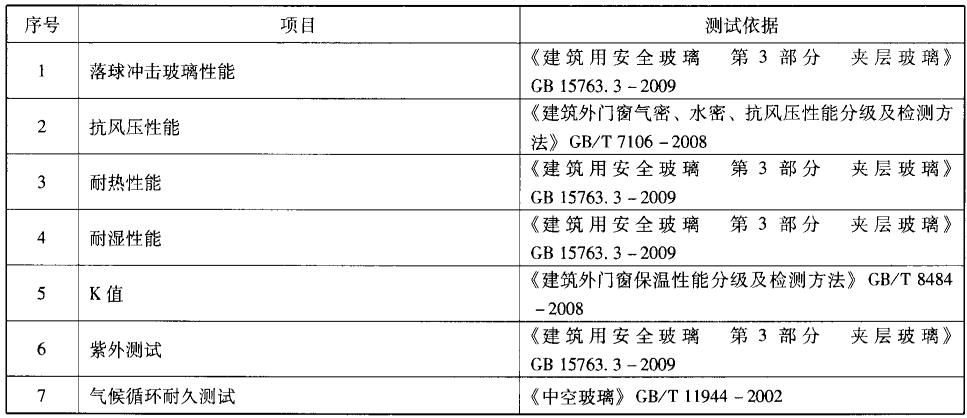 序号 项目 测试依据
1 落球冲击玻璃性能 《建筑用安全玻璃 第3部分 夹层玻璃》
GB 15763.3-2009
2 抗风压性能 《建筑外门窗气密、水密、抗风压性能分级及检测方
法》GB/T 7106-2008
3 耐热性能 《建筑用安全玻璃 第3部分 夹层玻璃》
GB 15763.3-2009
4 耐湿性能 《建筑用安全玻璃 第3部分 夹层玻璃》
GB 15763.3-2009
5 K值 《建筑外门窗保温性能分级及检测方法》GB/T 8484
-2008
6 紫外测试 《建筑用安全玻璃 第3部分 夹层玻璃》
GB 15763.3-2009
7 气候循环耐久测试 《中空玻璃》GB/T 11944-2002